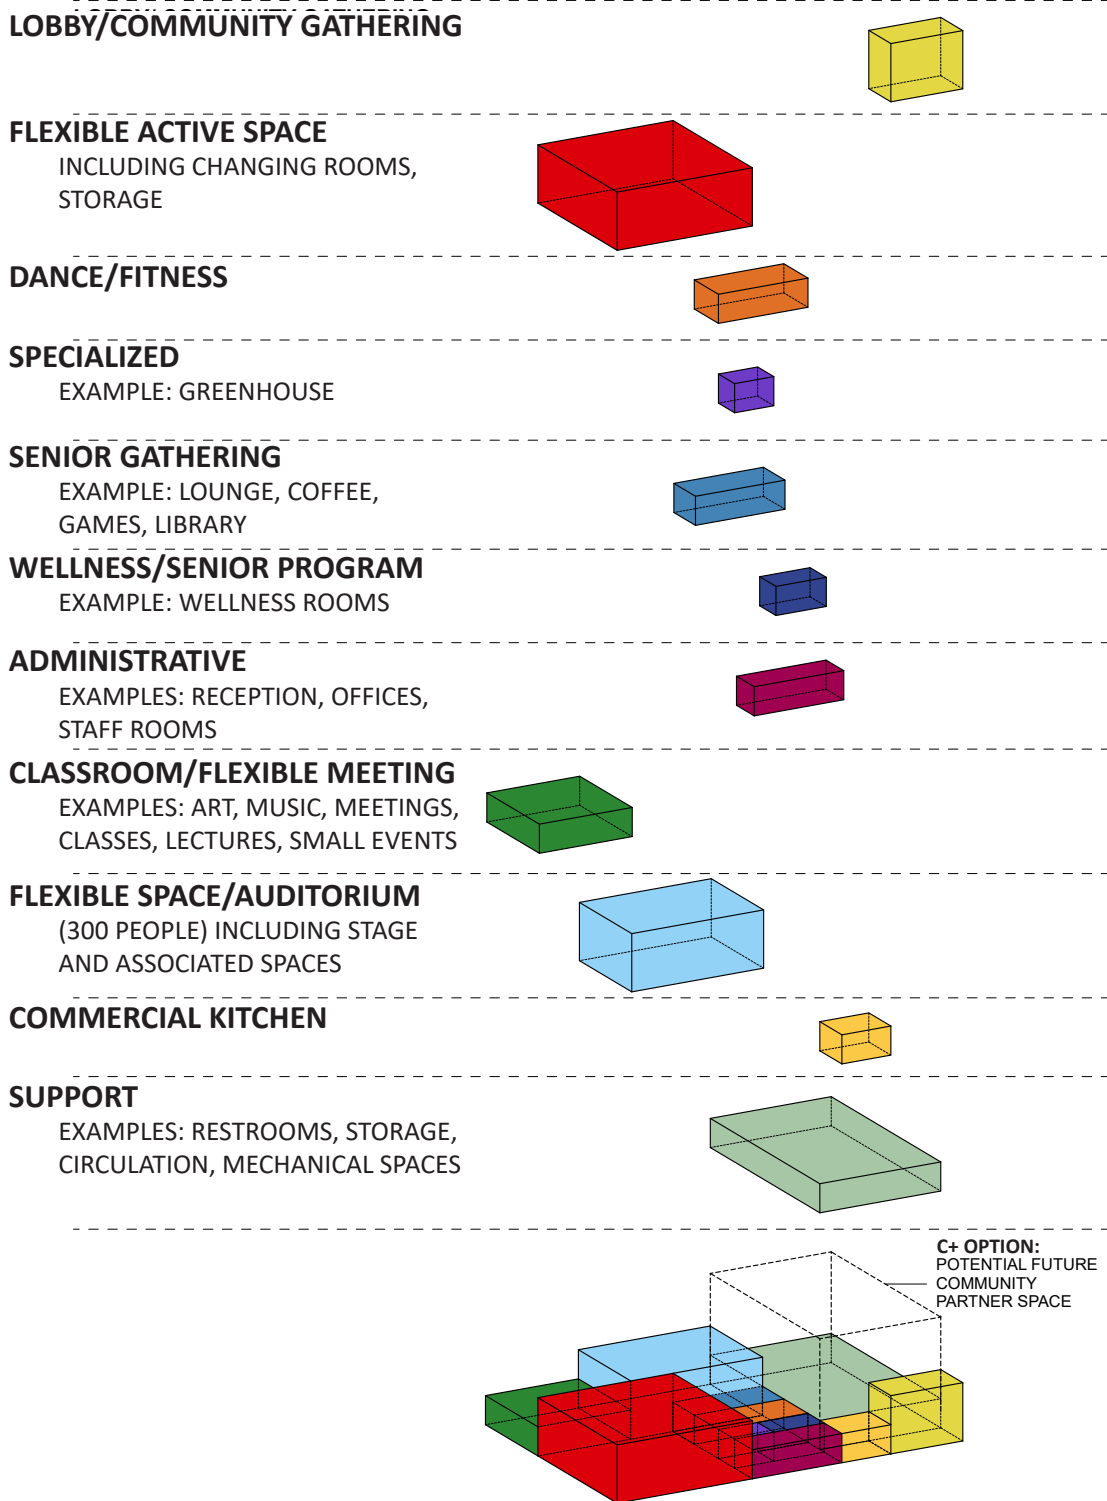 LOBBY/COMMUNITY GATHERING
FLEXIBLE ACTIVE SPACE
INCLUDING CHANGING ROOMS,
STORAGE
DANCE/FITNESS
SPECIALIZED
EXAMPLE: GREENHOUSE
SENIOR GATHERING
EXAMPLE: LOUNGE, COFFEE,
GAMES, LIBRARY
WELLNESS/SENIOR PROGRAM
EXAMPLE: WELLNESS ROOMS
ADMINISTRATIVE
EXAMPLES: RECEPTION, OFFICES,
STAFF ROOMS
CLASSROOM/FLEXIBLE MEETING
EXAMPLES: ART, MUSIC, MEETINGS,
CLASSES, LECTURES, SMALL EVENTS
FLEXIBLE SPACE/AUDITORIUM
(300 PEOPLE) INCLUDING STAGE
AND ASSOCIATED SPACES
COMMERCIAL KITCHEN
SUPPORT
EXAMPLES: RESTROOMS, STORAGE,
CIRCULATION, MECHANICAL SPACES
C+ OPTION:
POTENTIAL FUTURE
COMMUNITY
PARTNER SPACE